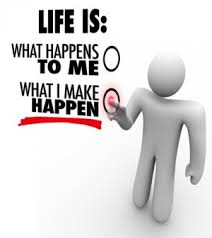 LIFE IS:
WHAT HAPPENS
TO ME
WHAT I MAKE
HAPPEN